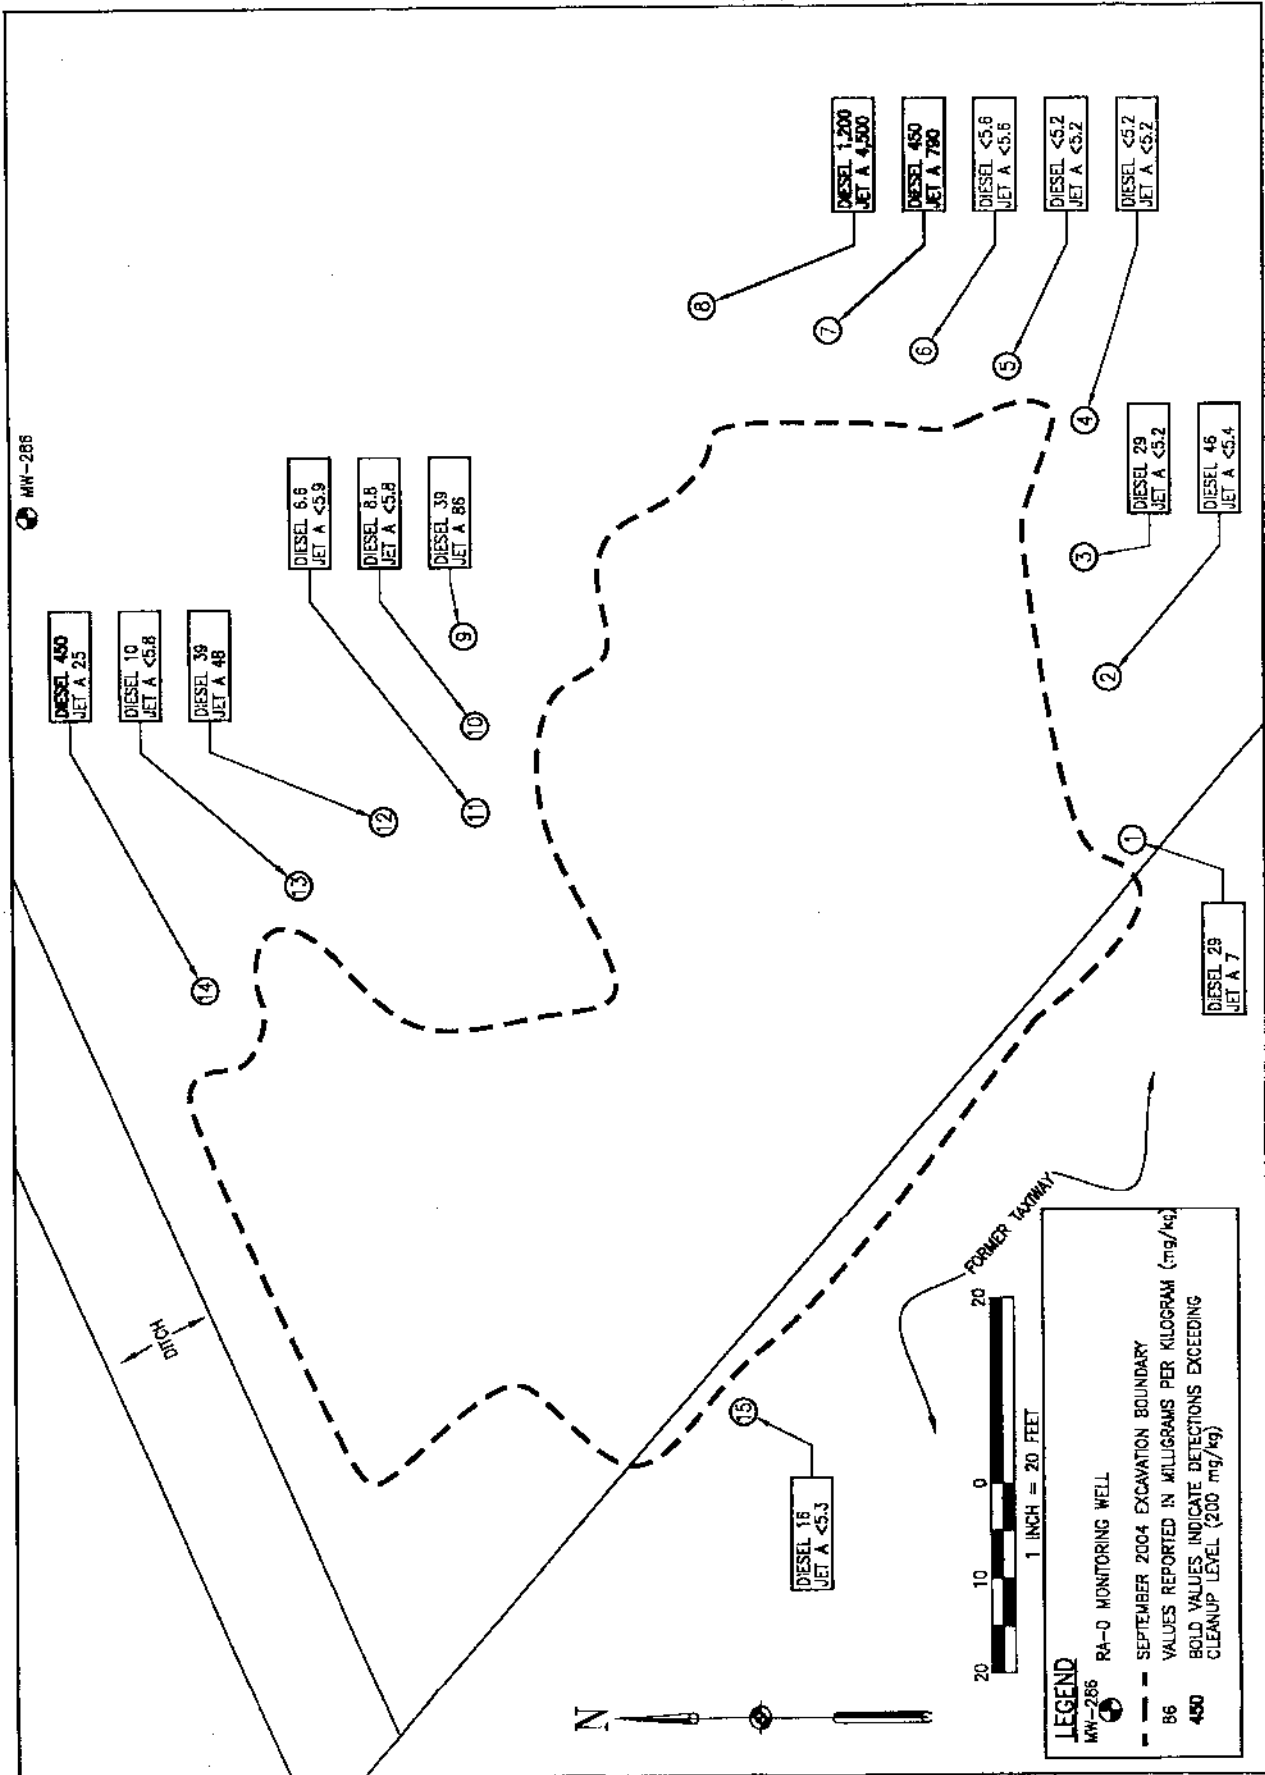 MW-286
DIESEL 450
JET A 25
DIESEL 10
JET A <5.8
DIESEL 39
JET A 48
DIESEL 6.6
JET A <5.9
DIESEL 8.8
JET A <5.8
DIESEL 39
JET A 86
DIESEL 1,200
JET A 4,500
DIESEL 450
JET A 790
DIESEL <5.6
JET A <5.6
DIESEL <5.2
JET A <5.2
DIESEL <5.2
JET A <5.2
DIESEL 29
JET A <5.2
DIESEL 46
JET A <5.4
DIESEL 29
JET A 7
DIESEL 16
JET A <5.3
14
13
12
11
10
9
8
7
6
5
4
3
2
1
15
DITCH
FORMER TAXIWAY
N
20 10 0 20
1 INCH = 20 FEET
LEGEND
MW-286
RA-O MONITORING WELL
SEPTEMBER 2004 EXCAVATION BOUNDARY
86 VALUES REPORTED IN MILLIGRAMS PER KILOGRAM (mg/kg)
450 BOLD VALUES INDICATE DETECTIONS EXCEEDING
CLEANUP LEVEL (200 mg/kg)